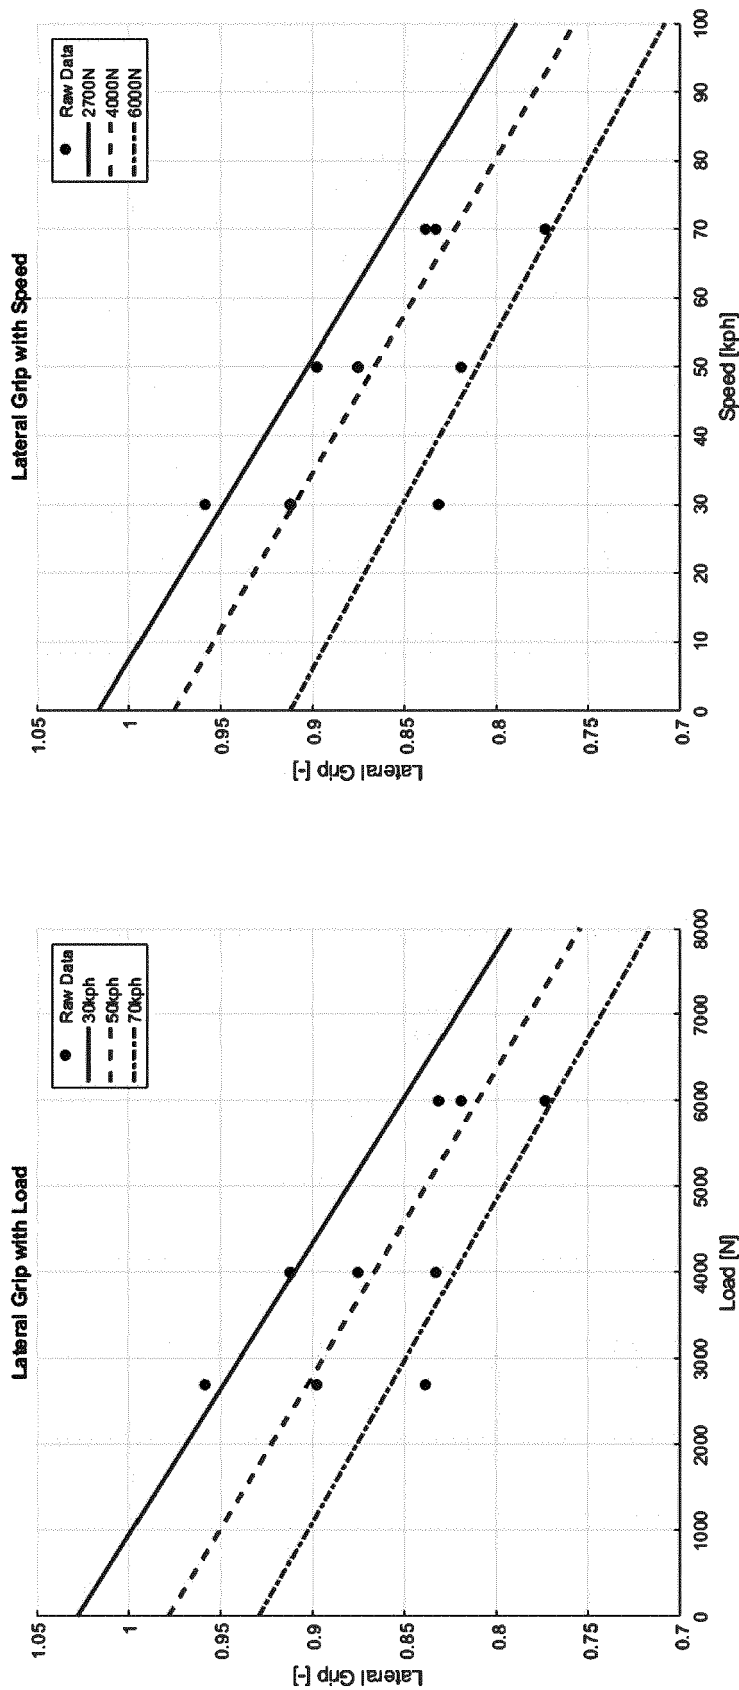 Lateral Grip with Load
Raw Data
30kph
50kph
70kph
1.05
1
0.95
0.9
0.85
0.8
0.75
0.7
Lateral Grip [-]
0
1000
2000
3000
4000
5000
6000
7000
8000
Load [N]
Lateral Grip with Speed
Raw Data
2700N
4000N
6000N
1.05
1
0.95
0.9
0.85
0.8
0.75
0.7
Lateral Grip [-]
0
10
20
30
40
50
60
70
80
90
100
Speed [kph]